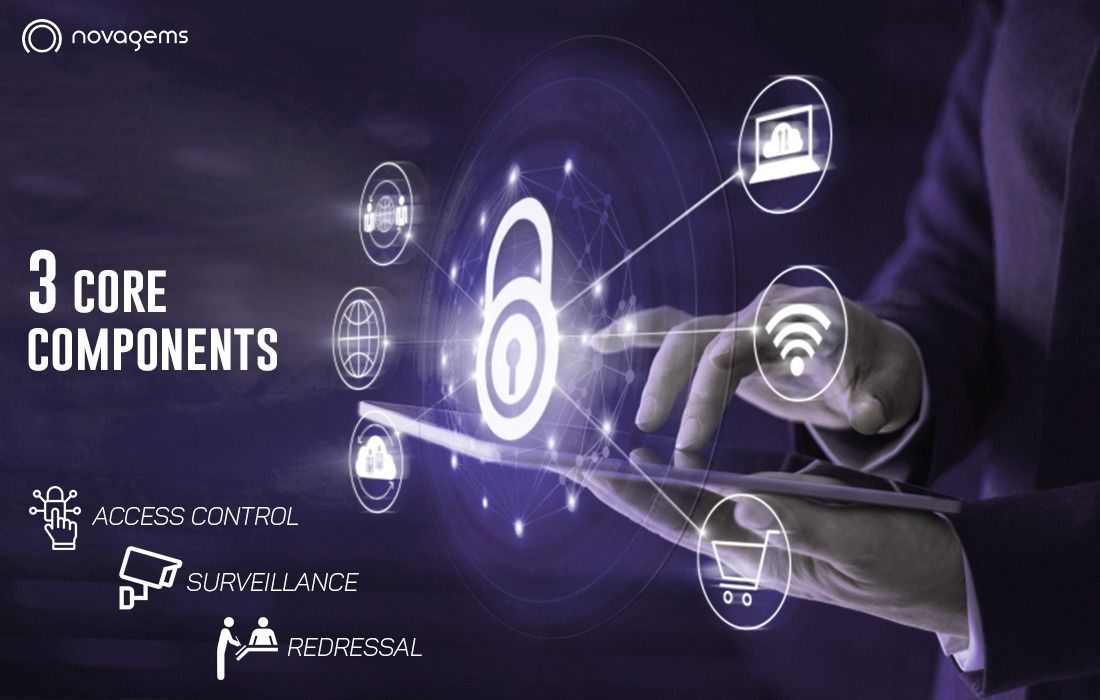 novagems
3 CORE
COMPONENTS
ACCESS CONTROL
SURVEILLANCE
REDRESSAL